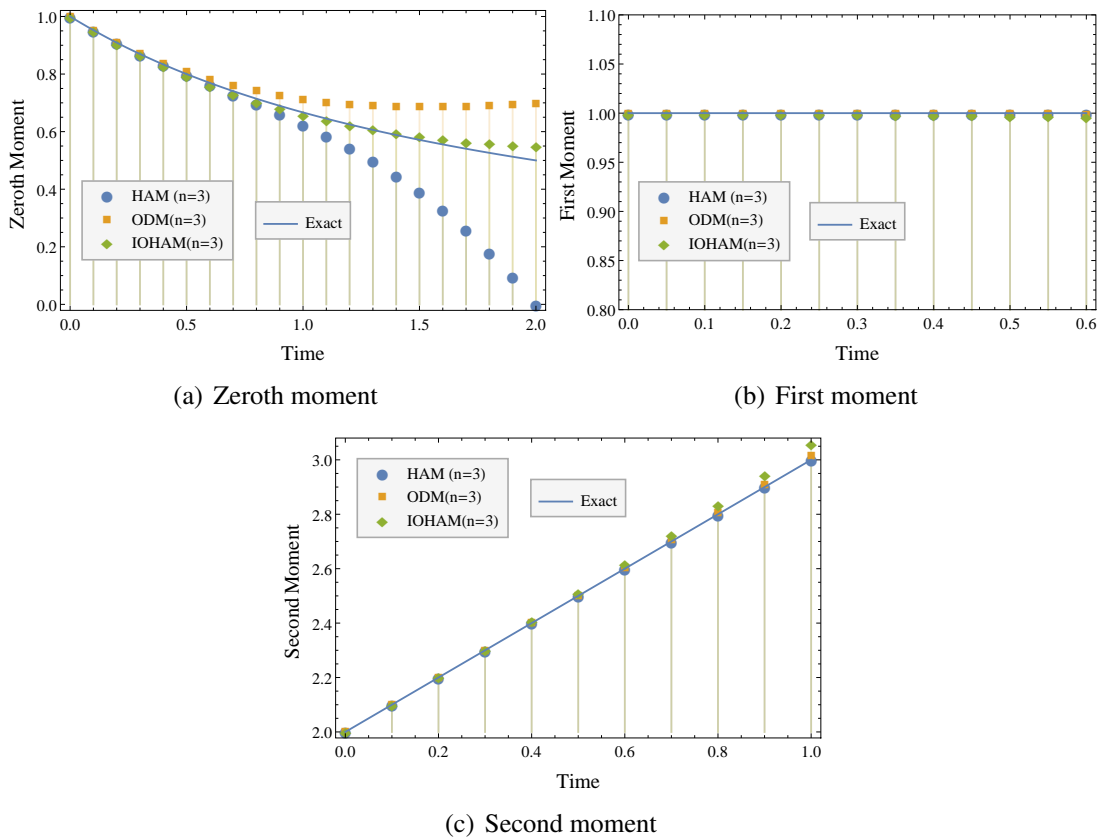 1.0
0.8
0.6
0.4
0.2
0.0
Zeroth Moment
HAM (n=3)
ODM(n=3)
IOHAM(n=3)
Exact
0.0 0.5 1.0 1.5 2.0
Time
(a) Zeroth moment
1.10
1.05
1.00
0.95
0.90
0.85
0.80
First Moment
HAM (n=3)
ODM(n=3)
IOHAM(n=3)
Exact
0.0 0.1 0.2 0.3 0.4 0.5 0.6
Time
(b) First moment
3.0
2.8
2.6
2.4
2.2
2.0
Second Moment
HAM (n=3)
ODM(n=3)
IOHAM(n=3)
Exact
0.0 0.2 0.4 0.6 0.8 1.0
Time
(c) Second moment